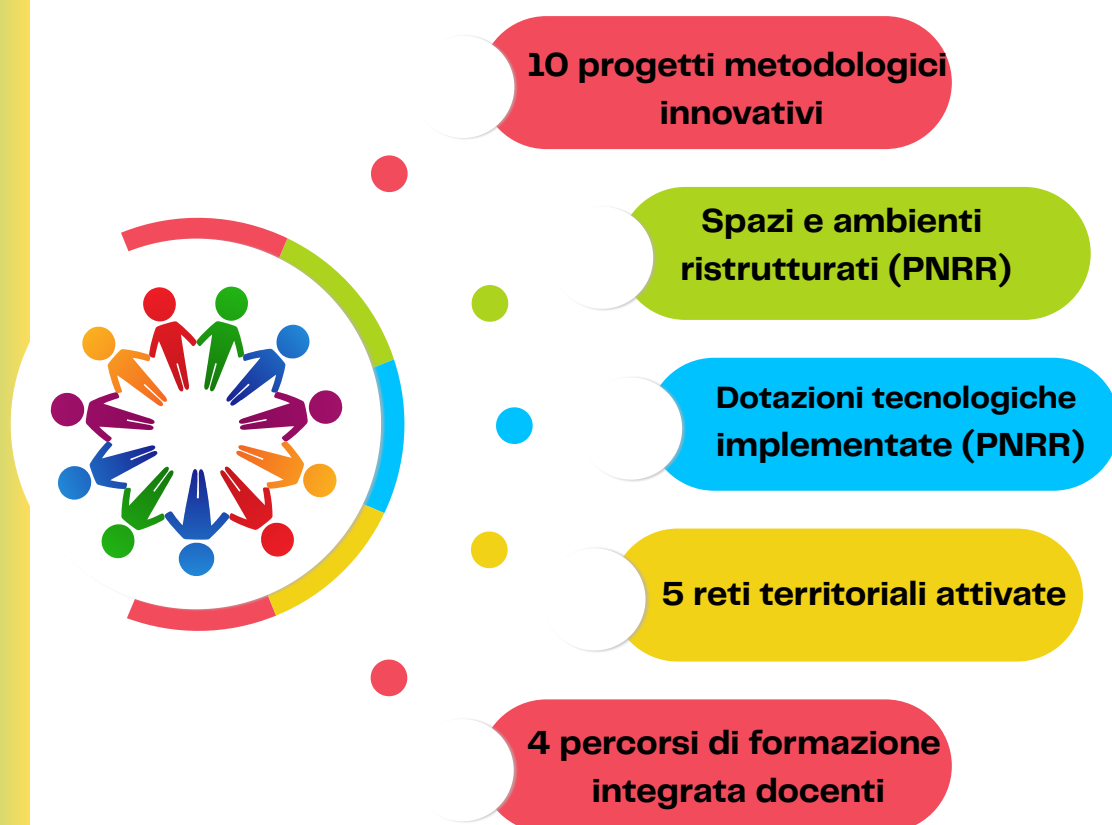 10 progetti metodologici
innovativi
Spazi e ambienti
ristrutturati (PNRR)
Dotazioni tecnologiche
implementate (PNRR)
5 reti territoriali attivate
4 percorsi di formazione
integrata docenti